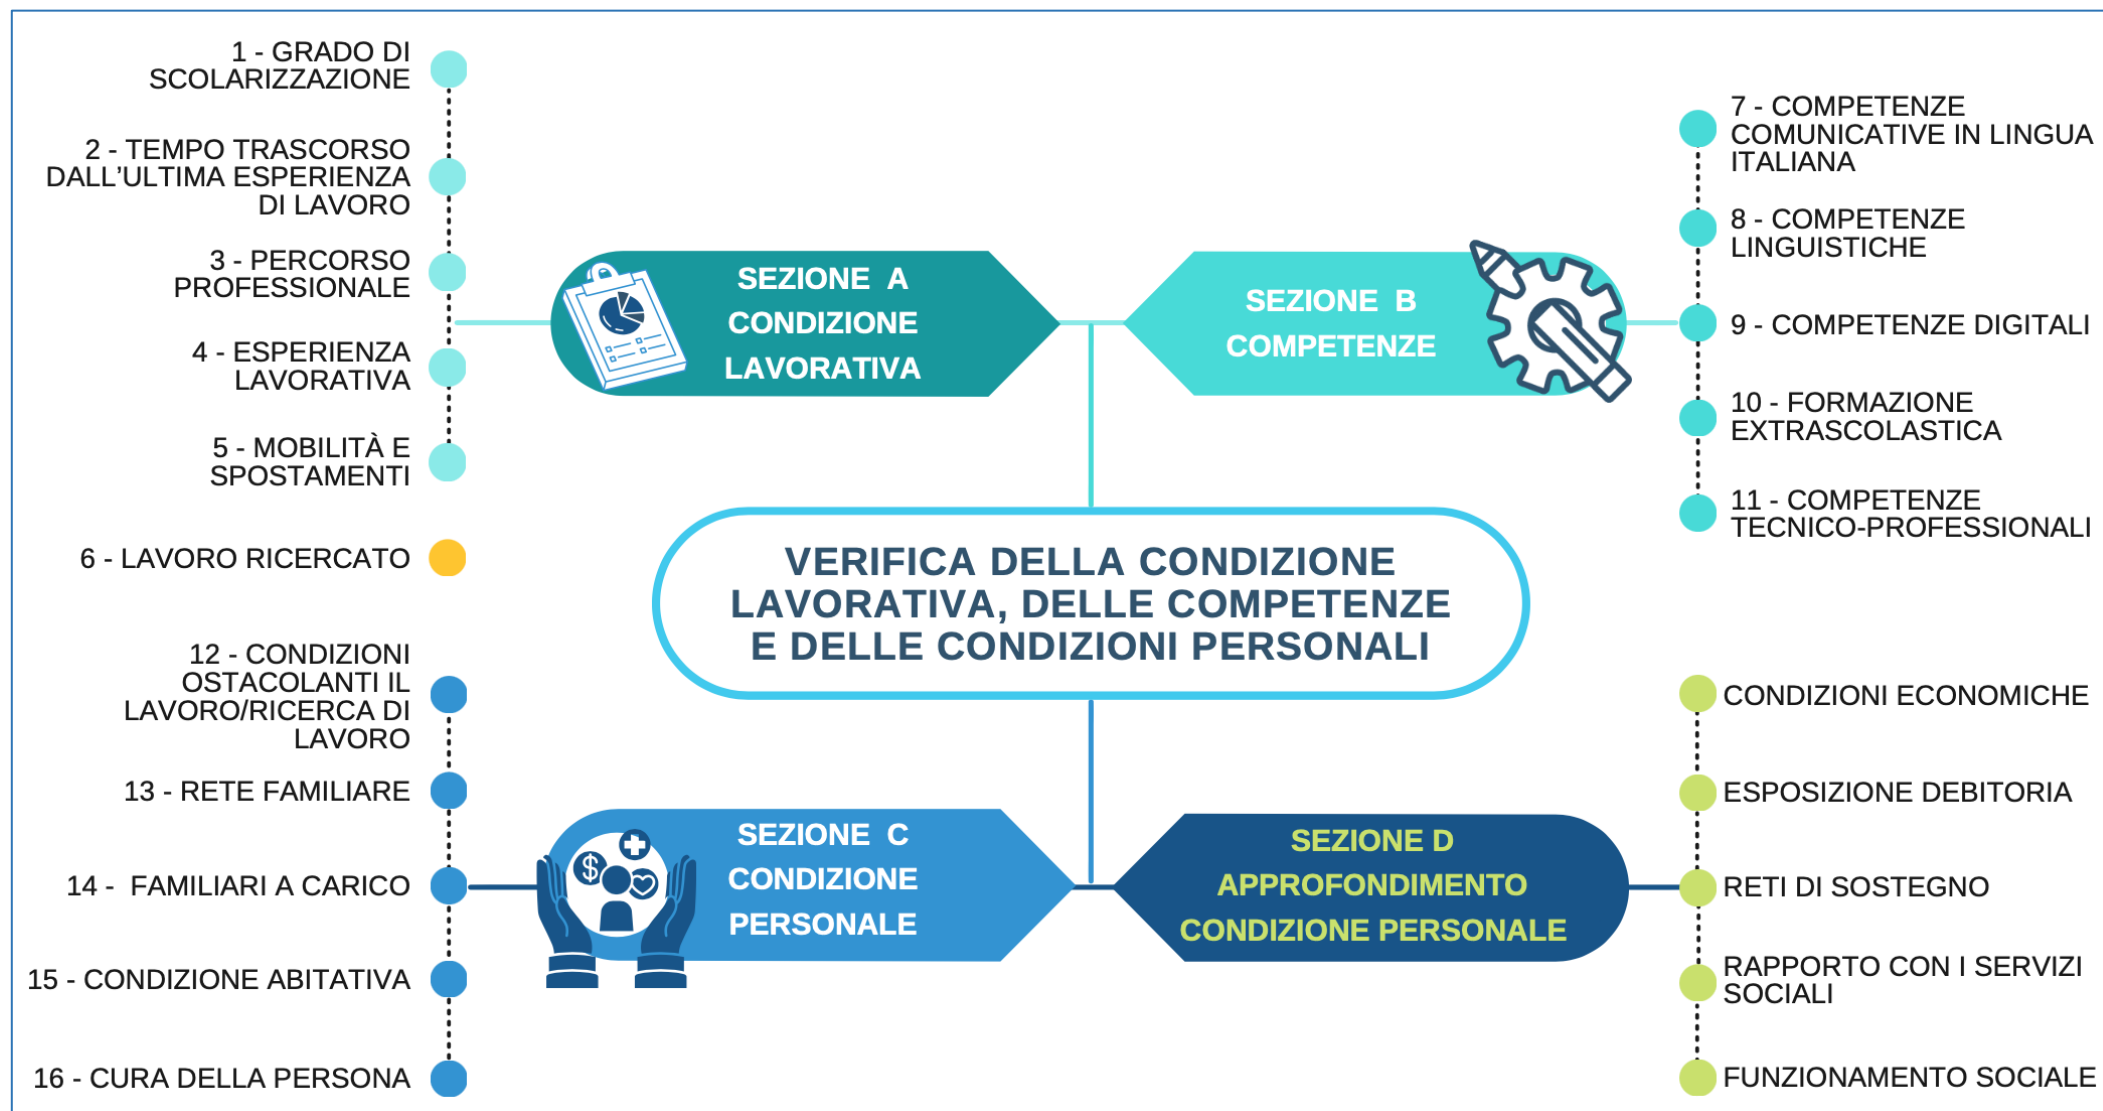 1 - GRADO DI
SCOLARIZZAZIONE
2 - TEMPO TRASCORSO
DALL’ULTIMA ESPERIENZA
DI LAVORO
3 - PERCORSO
PROFESSIONALE
4 - ESPERIENZA
LAVORATIVA
5 - MOBILITÀ E
SPOSTAMENTI
6 - LAVORO RICERCATO
SEZIONE A
CONDIZIONE
LAVORATIVA
SEZIONE B
COMPETENZE
7 - COMPETENZE
COMUNICATIVE IN LINGUA
ITALIANA
8 - COMPETENZE
LINGUISTICHE
9 - COMPETENZE DIGITALI
10 - FORMAZIONE
EXTRASCOLASTICA
11 - COMPETENZE
TECNICO-PROFESSIONALI
VERIFICA DELLA CONDIZIONE
LAVORATIVA, DELLE COMPETENZE
E DELLE CONDIZIONI PERSONALI
12 - CONDIZIONI
OSTACOLANTI IL
LAVORO/RICERCA DI
LAVORO
13 - RETE FAMILIARE
14 - FAMILIARI A CARICO
15 - CONDIZIONE ABITATIVA
16 - CURA DELLA PERSONA
$
SEZIONE C
CONDIZIONE
PERSONALE
SEZIONE D
APPROFONDIMENTO
CONDIZIONE PERSONALE
CONDIZIONI ECONOMICHE
ESPOSIZIONE DEBITORIA
RETI DI SOSTEGNO
RAPPORTO CON I SERVIZI
SOCIALI
FUNZIONAMENTO SOCIALE